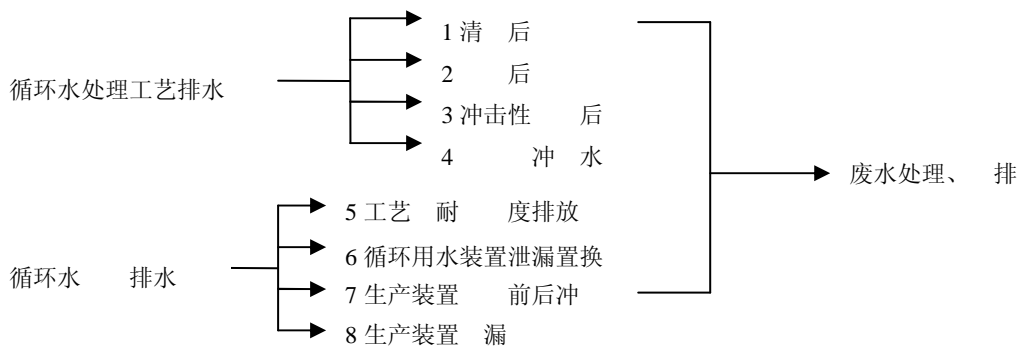 循环水处理工艺排水
1 清 后
2 后
3 冲击性 后
4 冲 水
废水处理、 排
循环水 排水
5 工艺 耐 度排放
6 循环用水装置泄漏置换
7 生产装置 前后冲
8 生产装置 漏